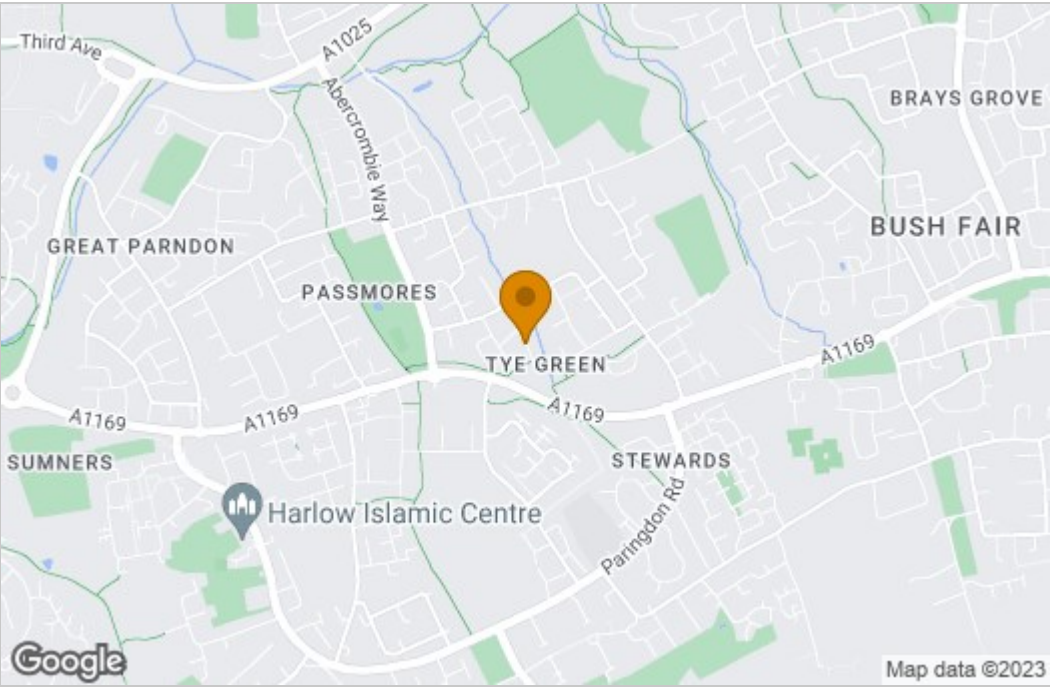 Third Ave
A1025
Abercrombie Way
BRAYS GROVE
BUSH FAIR
GREAT PARNDON
PASSMORES
TYE GREEN
A1169
A1169
A1169
A1169
SUMNERS
STEWARDS
Harlow Islamic Centre
Paringdon Rd
Google
Map data ©2023